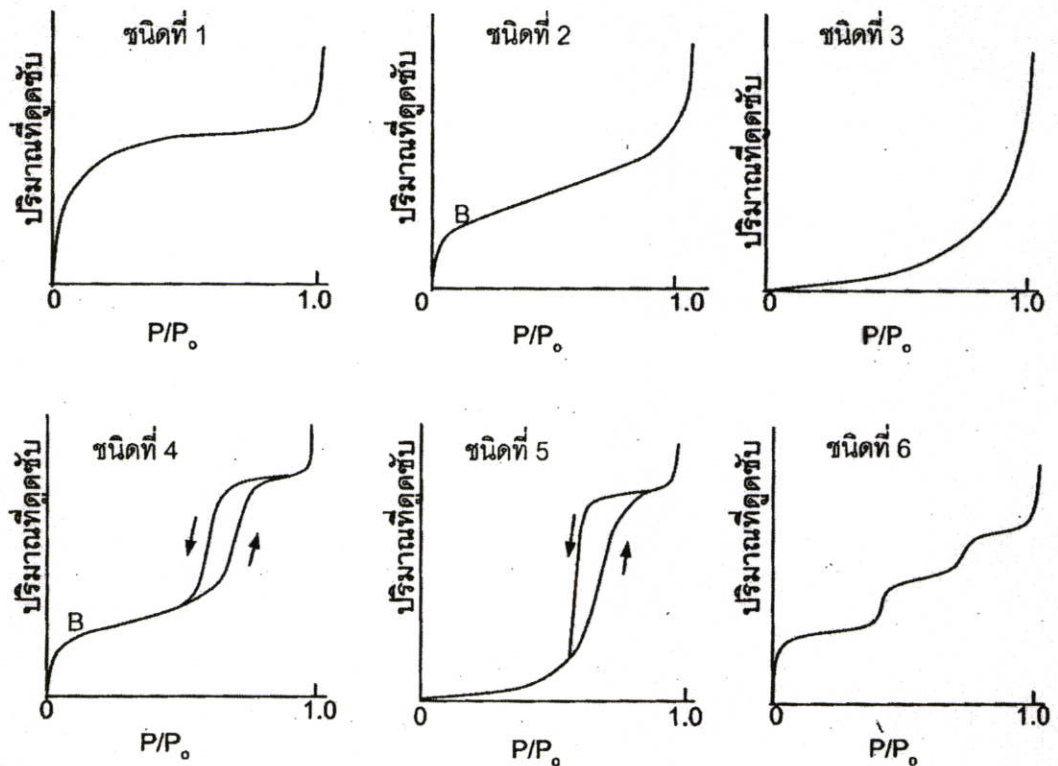 ชนิดที่ 1
ปริมาณที่ดูดซับ
0
1.0
P/Po
ชนิดที่ 2
ปริมาณที่ดูดซับ
B
0
1.0
P/Po
ชนิดที่ 3
ปริมาณที่ดูดซับ
0
1.0
P/Po
ชนิดที่ 4
ปริมาณที่ดูดซับ
B
0
1.0
P/Po
ชนิดที่ 5
ปริมาณที่ดูดซับ
0
1.0
P/Po
ชนิดที่ 6
ปริมาณที่ดูดซับ
0
1.0
P/Po